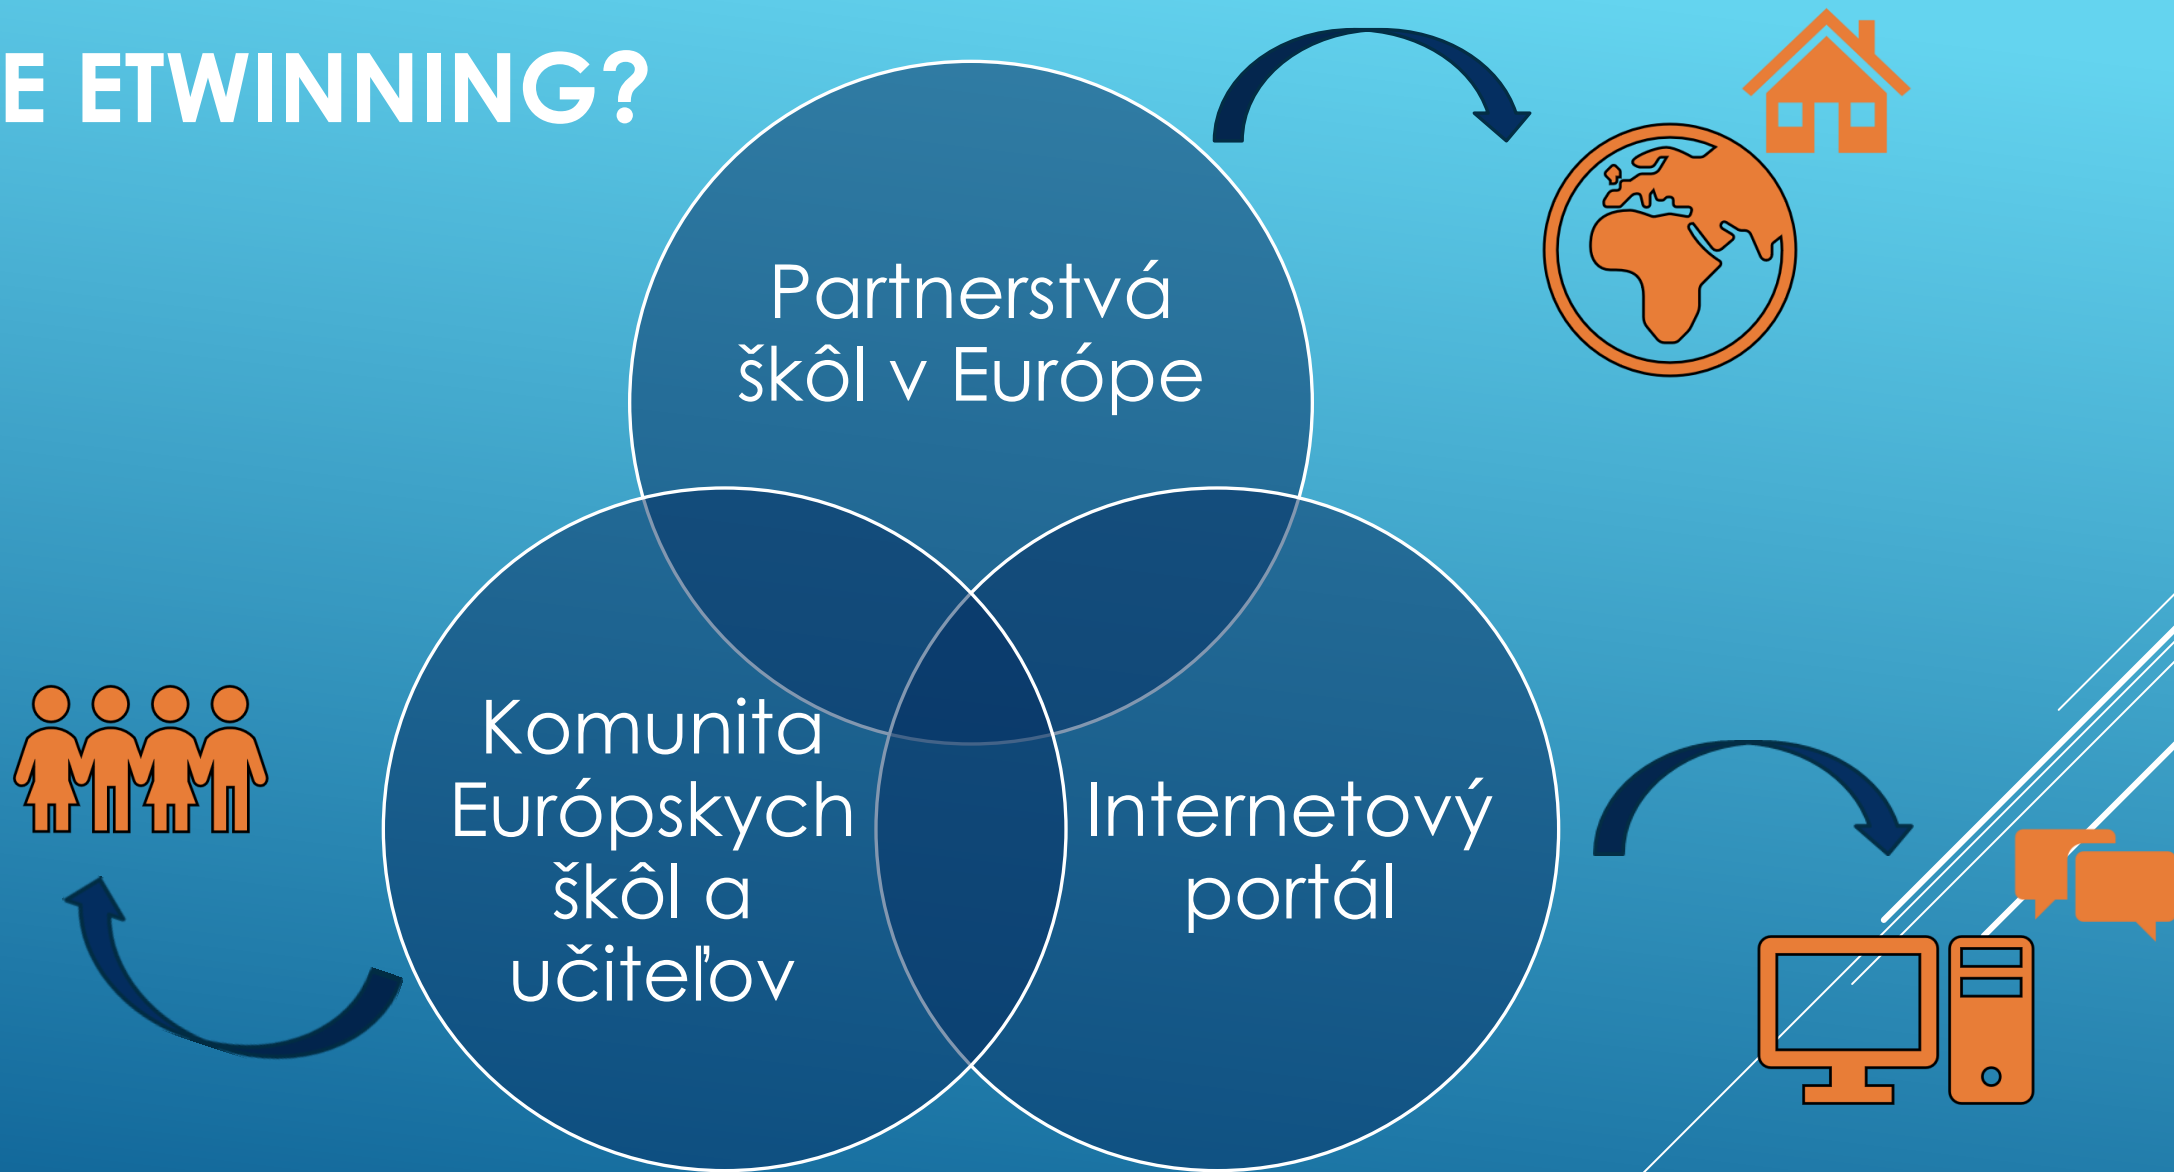 E ETWINNING?
Partnerstvá
škôl v Európe
Komunita
Európskych
škôl a
učiteľov
Internetový
portál